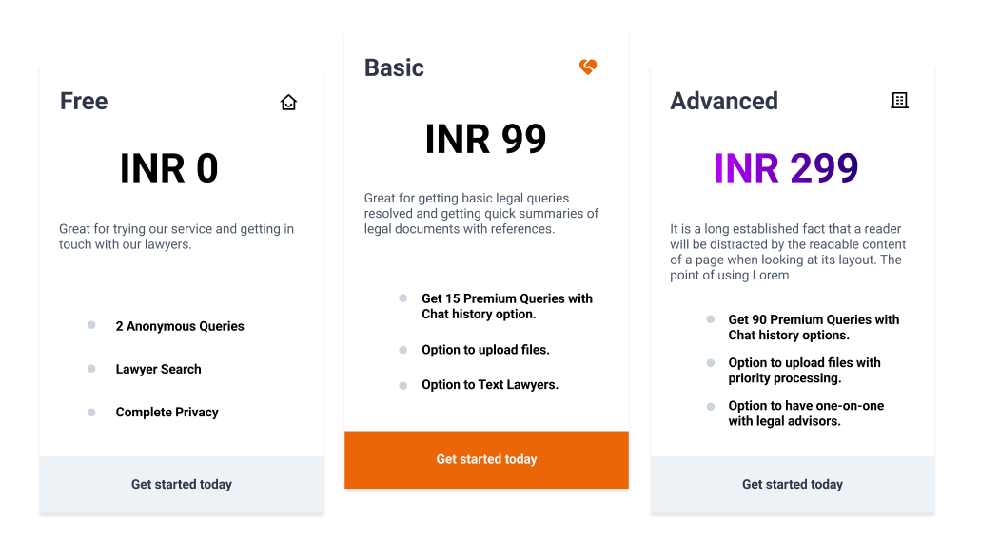 Free
INR 0
Great for trying our service and getting in
touch with our lawyers.
2 Anonymous Queries
Lawyer Search
Complete Privacy
Get started today
Basic
INR 99
Great for getting basic legal queries
resolved and getting quick summaries of
legal documents with references.
Get 15 Premium Queries with
Chat history option.
Option to upload files.
Option to Text Lawyers.
Get started today
Advanced
INR 299
It is a long established fact that a reader
will be distracted by the readable content
of a page when looking at its layout. The
point of using Lorem
Get 90 Premium Queries with
Chat history options.
Option to upload files with
priority processing.
Option to have one-on-one
with legal advisors.
Get started today